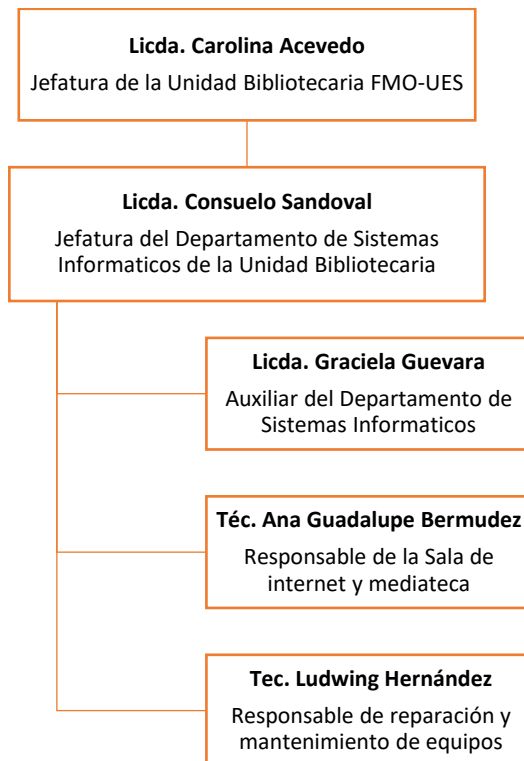 Licda. Carolina Acevedo
Jefatura de la Unidad Bibliotecaria FMO-UES
Licda. Consuelo Sandoval
Jefatura del Departamento de Sistemas
Informaticos de la Unidad Bibliotecaria
Licda. Graciela Guevara
Auxiliar del Departamento de
Sistemas Informaticos
Téc. Ana Guadalupe Bermudez
Responsable de la Sala de
internet y mediateca
Tec. Ludwing Hernández
Responsable de reparación y
mantenimiento de equipos